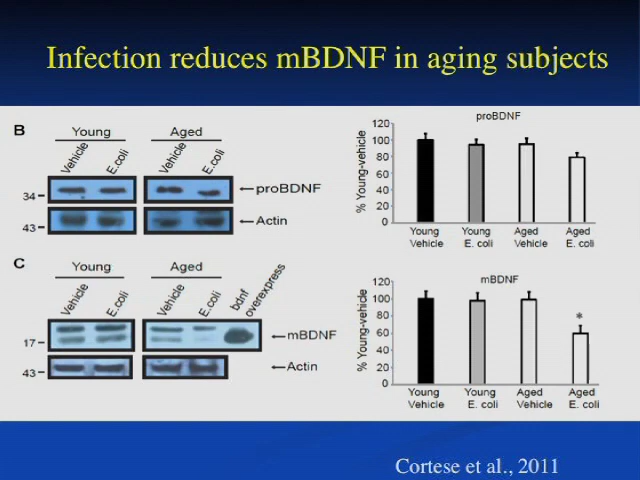 Infection reduces mBDNF in aging subjects
B
Young
Aged
Vehicle
E.coli
Vehicle
E.coli
34
proBDNF
43
Actin
proBDNF
% Young-vehicle
120
100
80
60
40
20
0
Young Vehicle
Young E. coli
Aged Vehicle
Aged E. coli
C
Young
Aged
Vehicle
E.coli
Vehicle
E.coli
bdnf overexpress
17
mBDNF
43
Actin
mBDNF
% Young-vehicle
120
100
80
60
40
20
0
*
Young Vehicle
Young E. coli
Aged Vehicle
Aged E. coli
Cortese et al., 2011